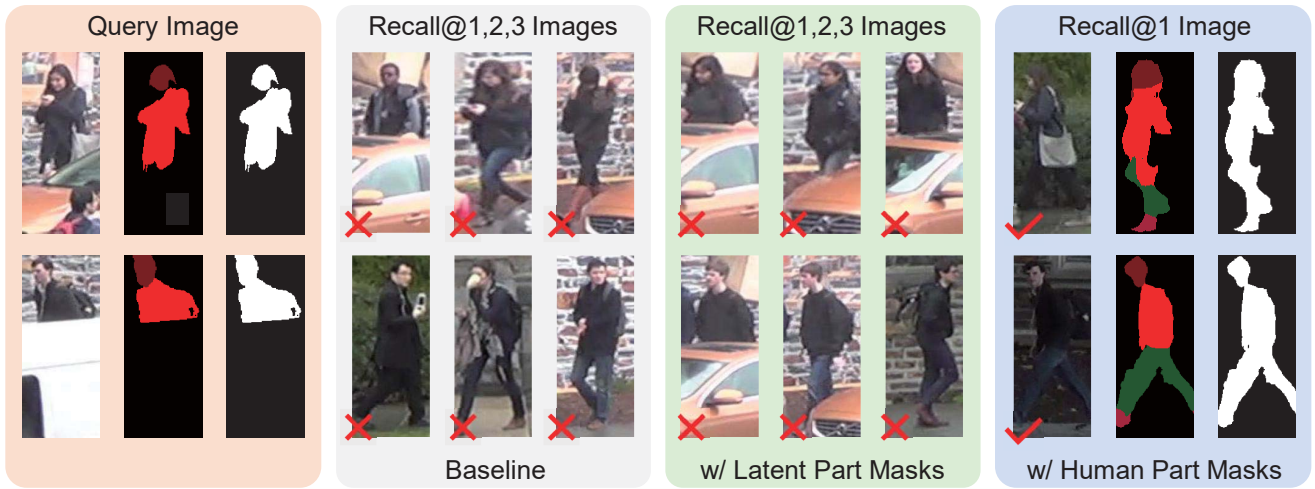 Query Image
Recall@1,2,3 Images
Recall@1,2,3 Images
Recall@1 Image
Baseline
w/ Latent Part Masks
w/ Human Part Masks